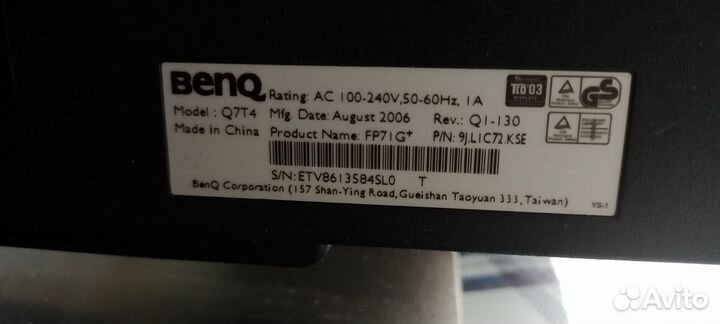 BenQ
Rating: AC 100-240V,50-60Hz, 1A
Model: Q7T4 Mfg. Date: August 2006 Rev.: Q1-130
Made in China Product Name: FP71G+ P/N: 9J.L1C72.KSE
S/N: ETV8613584SL0 T
BenQ Corporation (157 Shan-Ying Road, Gueishan Taoyuan 333, Taiwan)
TCO'03
DISPLAYS
GS
YS-1
Avito